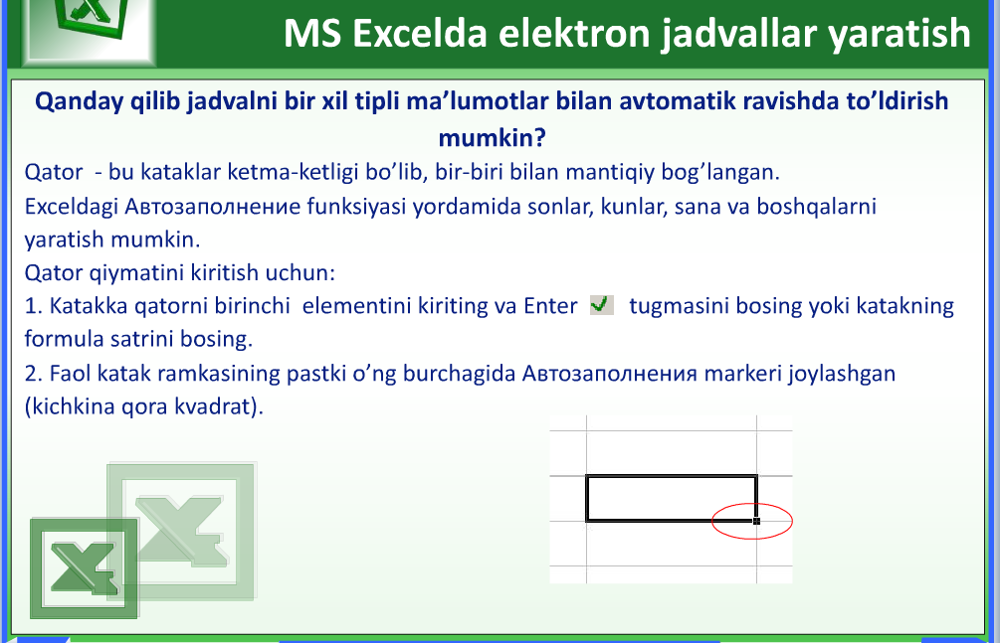 MS Excelda elektron jadvallar yaratish
Qanday qilib jadvalni bir xil tipli ma’lumotlar bilan avtomatik ravishda to’ldirish
mumkin?
Qator - bu kataklar ketma-ketligi bo’lib, bir-biri bilan mantiqiy bog’langan.
Exceldagi Автозаполнение funksiyasi yordamida sonlar, kunlar, sana va boshqalarni
yaratish mumkin.
Qator qiymatini kiritish uchun:
1. Katakka qatorni birinchi elementini kiriting va Enter tugmasini bosing yoki katakning
formula satrini bosing.
2. Faol katak ramkasining pastki o’ng burchagida Автозаполнения markeri joylashgan
(kichkina qora kvadrat).